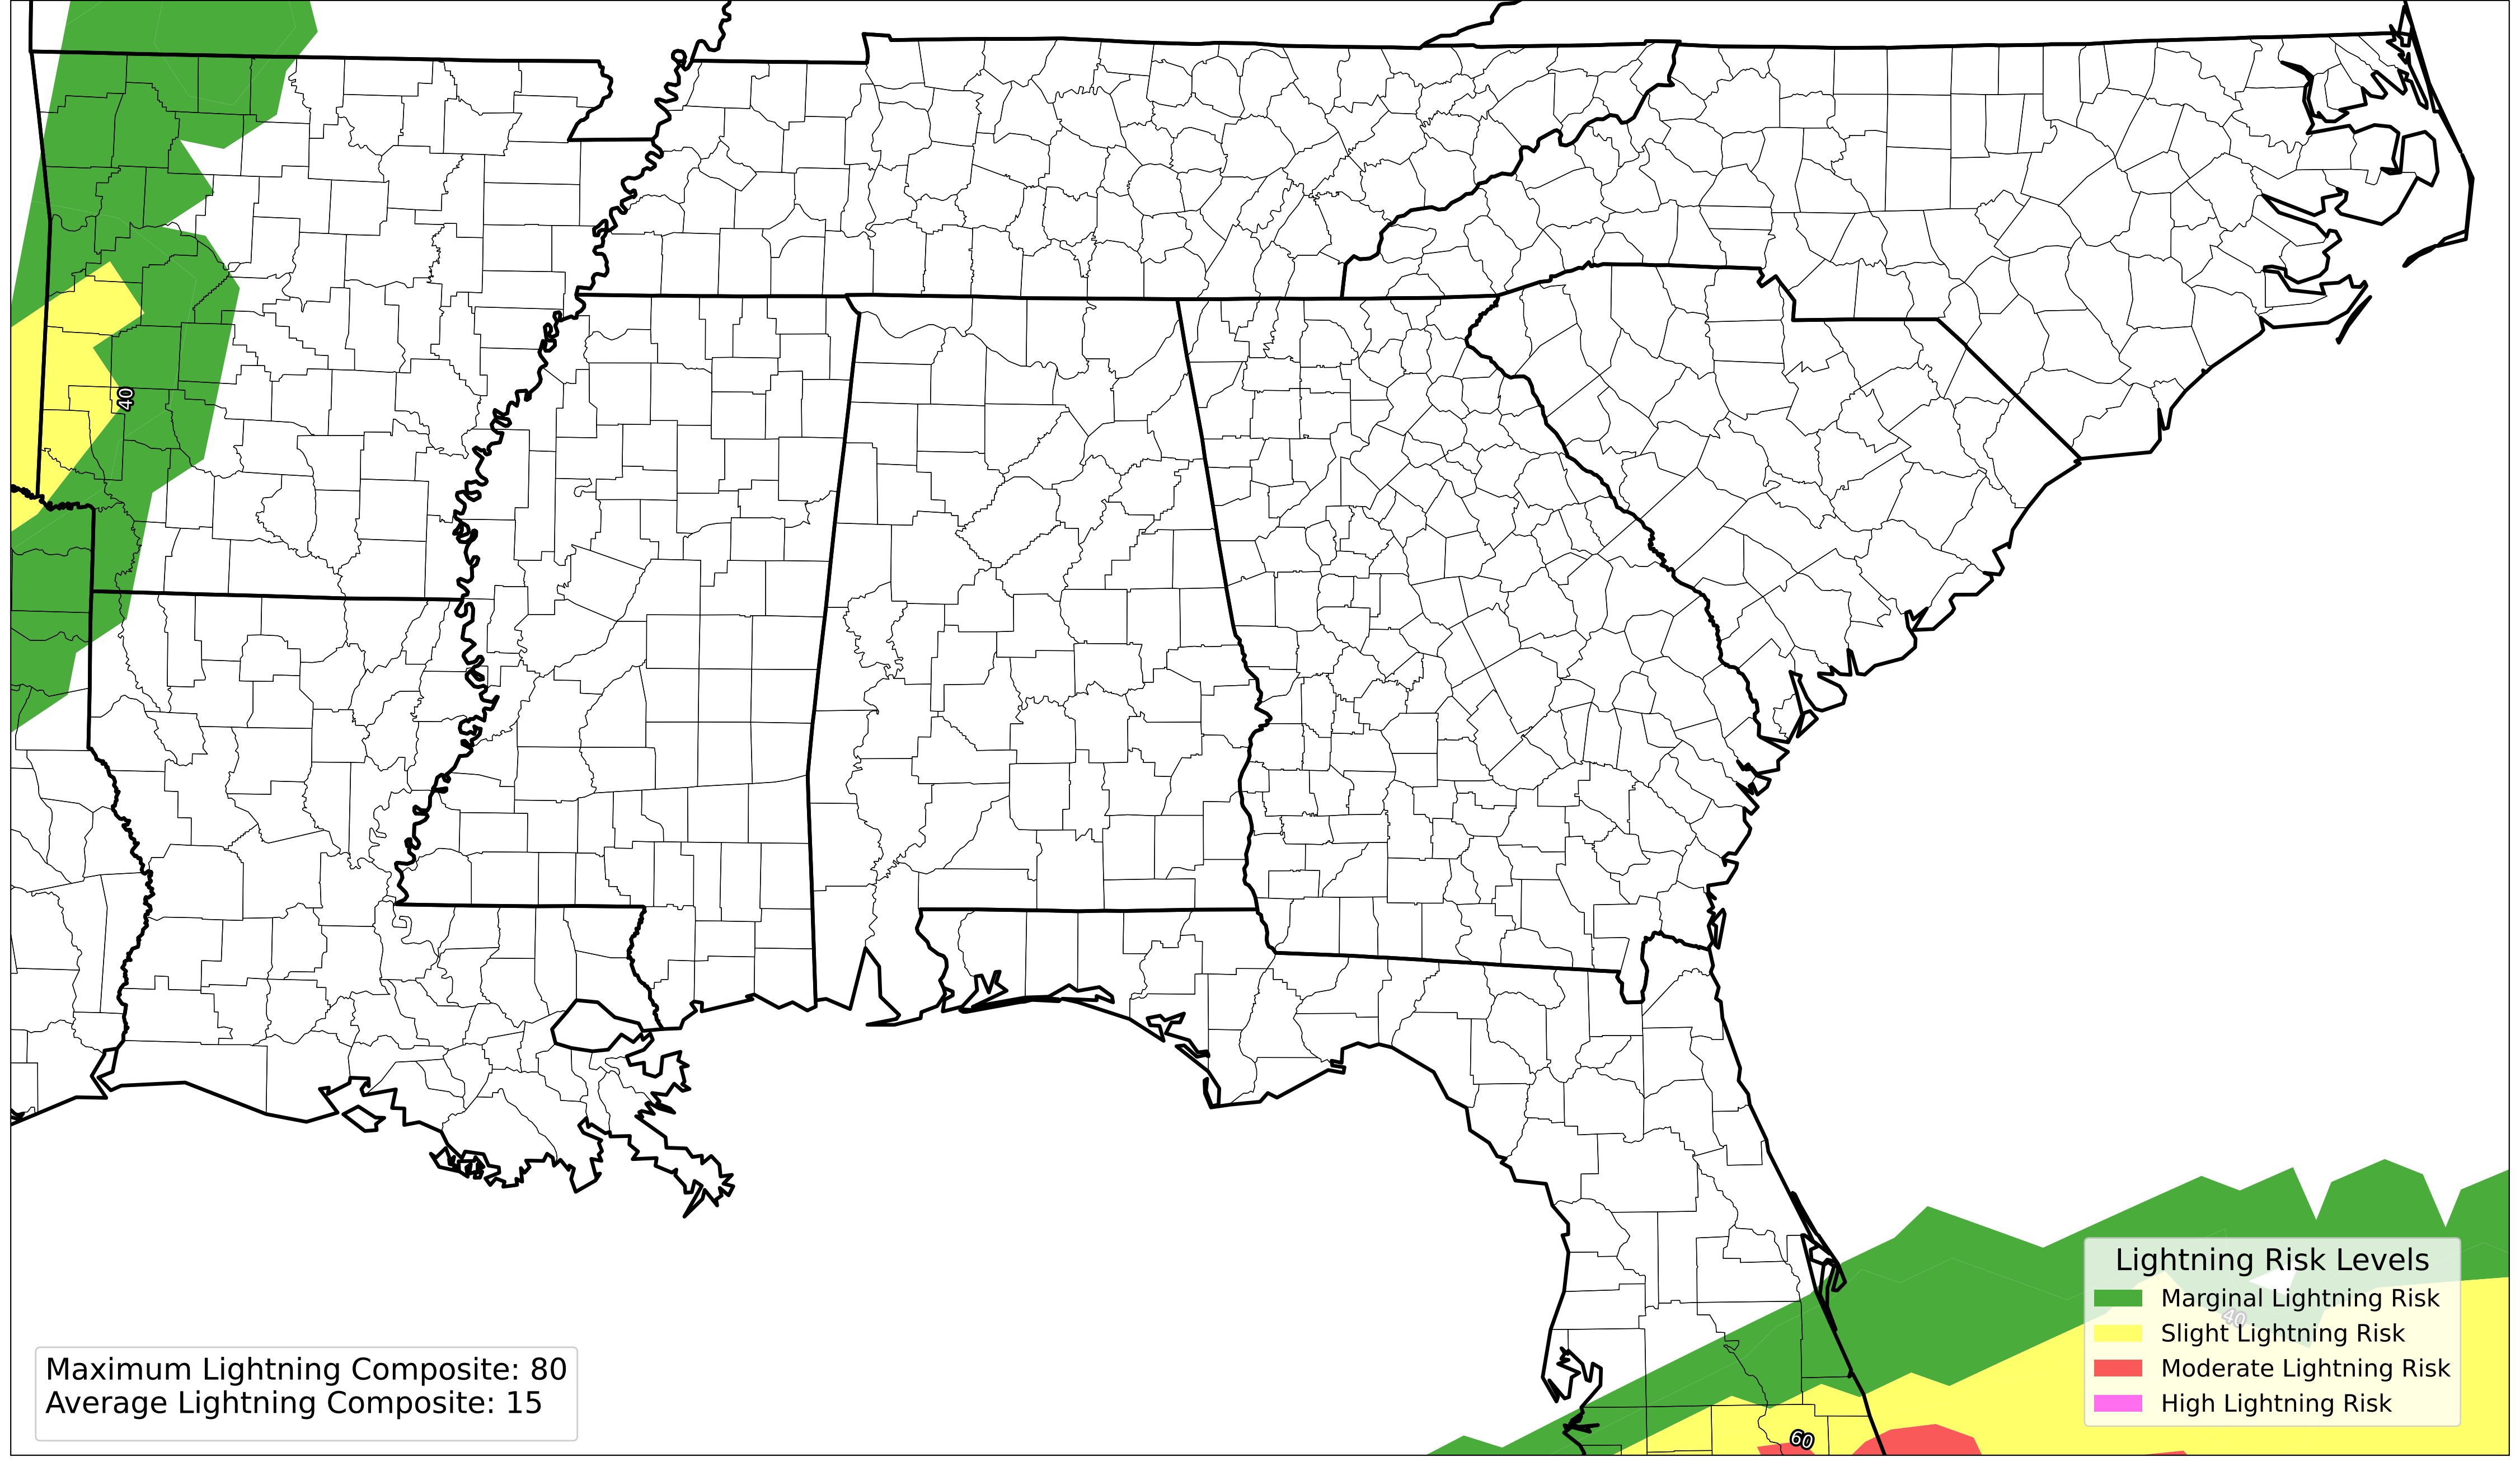 40
Lightning Risk Levels
Marginal Lightning Risk
40
Slight Lightning Risk
Moderate Lightning Risk
High Lightning Risk
Maximum Lightning Composite: 80
Average Lightning Composite: 15
60